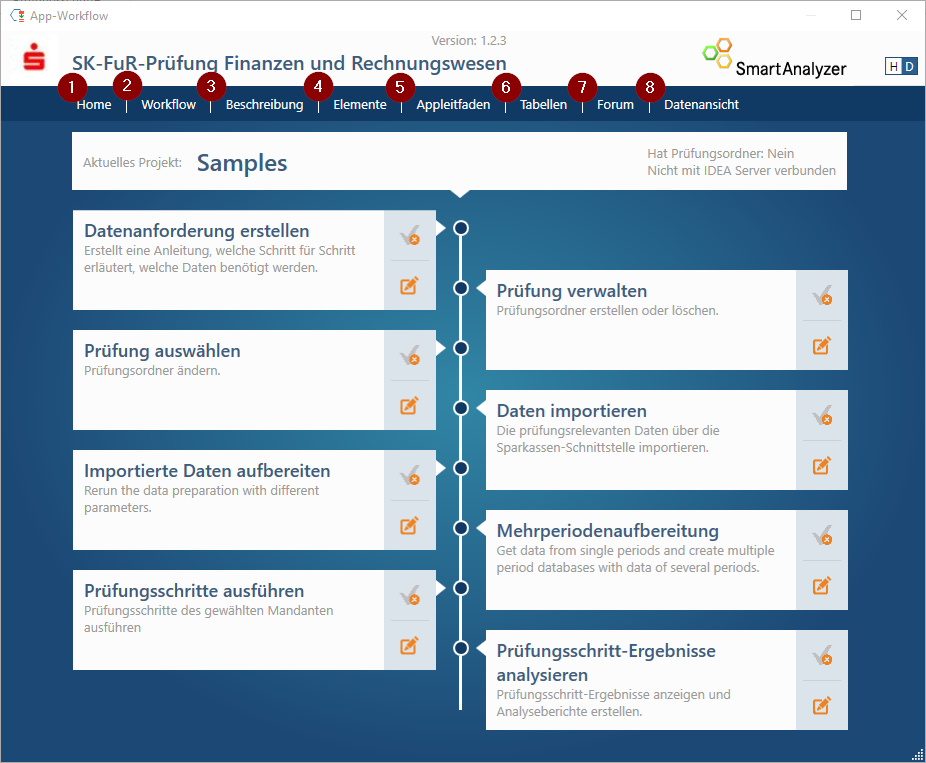 App-Workflow
Version: 1.2.3
SK-FuR-Prüfung Finanzen und Rechnungswesen
SmartAnalyzer
H D
1 2 3 4 5 6 7 8
Home Workflow Beschreibung Elemente Appleitfaden Tabellen Forum Datenansicht
Aktuelles Projekt: Samples
Hat Prüfungsordner: Nein
Nicht mit IDEA Server verbunden
Datenanforderung erstellen
Erstellt eine Anleitung, welche Schritt für Schritt
erläutert, welche Daten benötigt werden.
Prüfung verwalten
Prüfungsordner erstellen oder löschen.
Prüfung auswählen
Prüfungsordner ändern.
Daten importieren
Die prüfungsrelevanten Daten über die
Sparkassen-Schnittstelle importieren.
Importierte Daten aufbereiten
Rerun the data preparation with different
parameters.
Mehrperiodenaufbereitung
Get data from single periods and create multiple
period databases with data of several periods.
Prüfungsschritte ausführen
Prüfungsschritte des gewählten Mandanten
ausführen
Prüfungsschritt-Ergebnisse
analysieren
Prüfungsschritt-Ergebnisse anzeigen und
Analyseberichte erstellen.